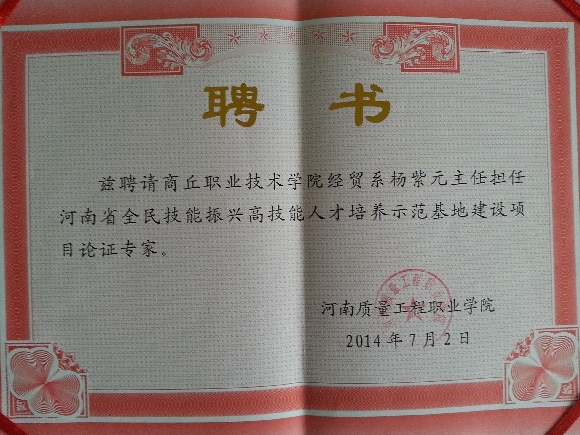 聘 书
兹聘请商丘职业技术学院经贸系杨紫元主任担任
河南省全民技能振兴高技能人才培养示范基地建设项
目论证专家。
河南质量工程职业学院
2014年7月2日